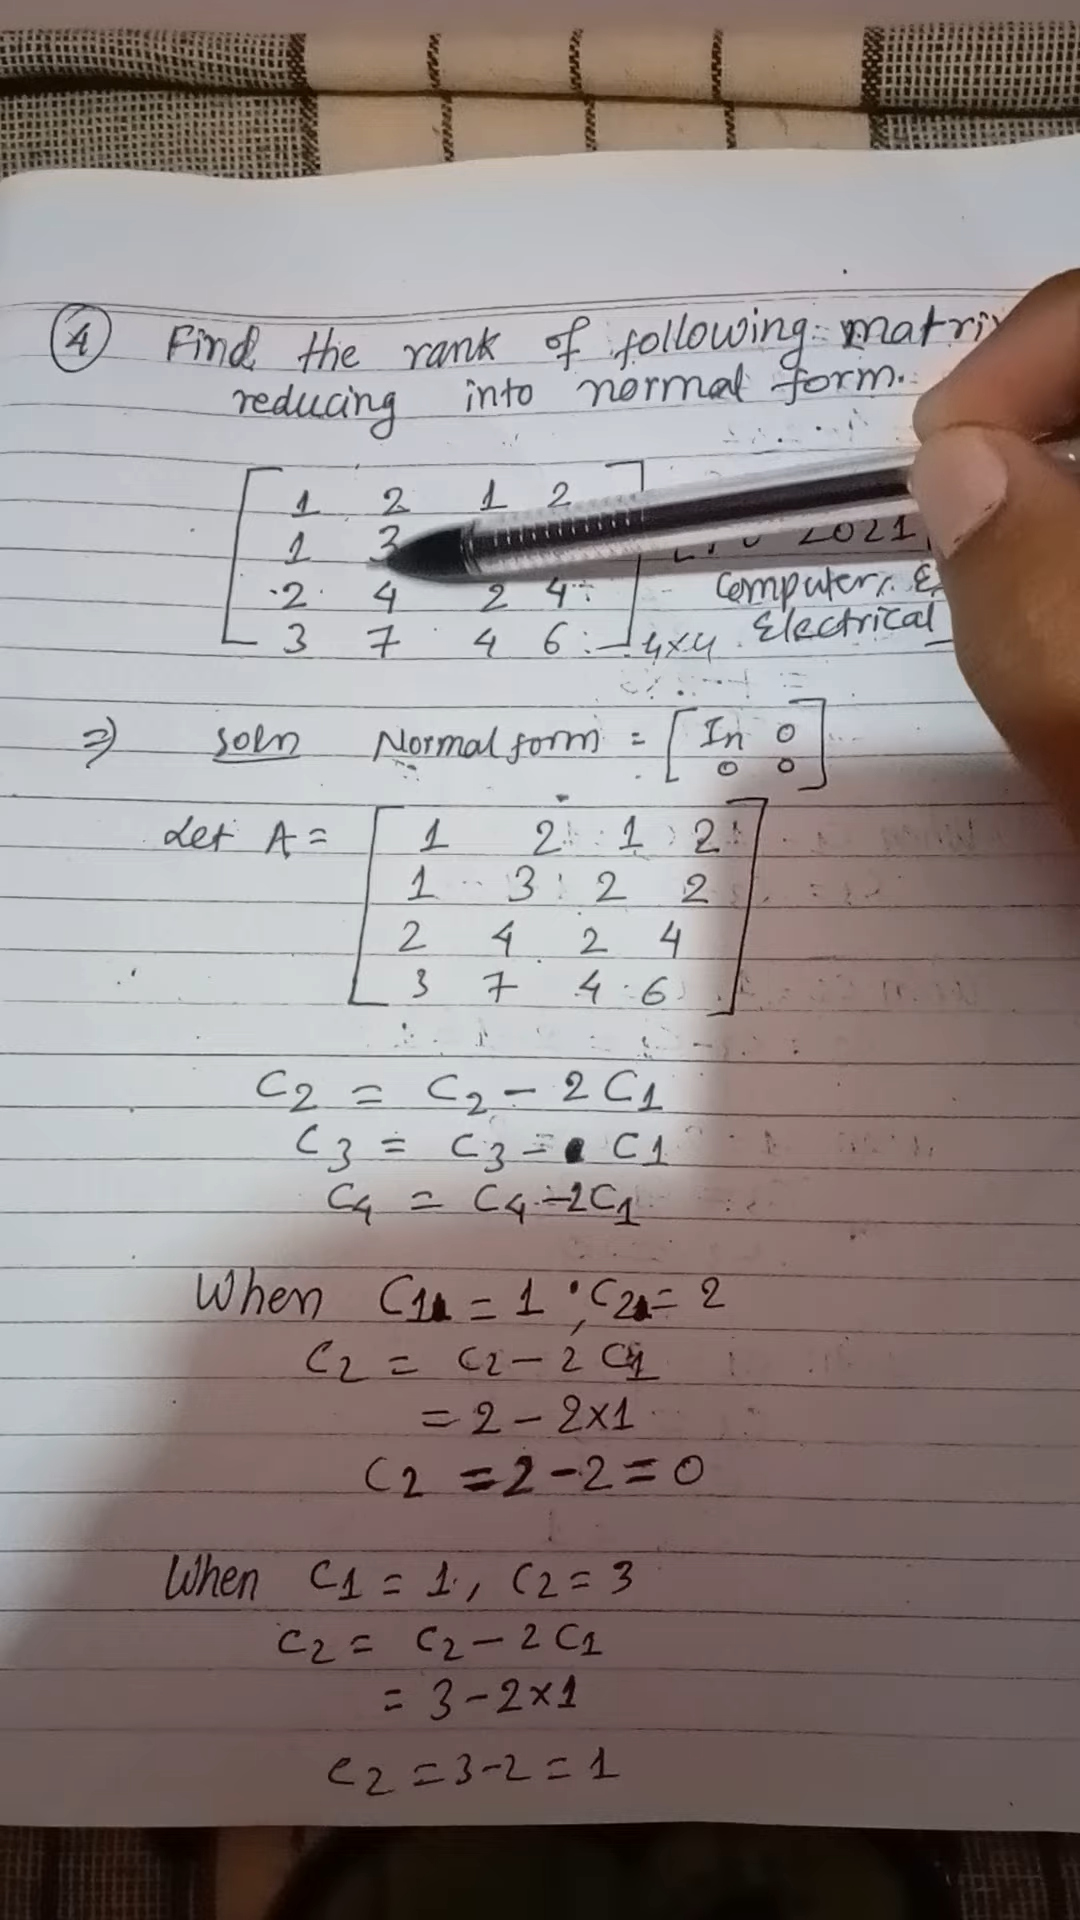 4 Find the rank of following matri
reducing into normal form.
1 2 1 2
1 3
2 4 2 4
3 7 4 6 4×4
2021
Computer, E
Electrical
⇒ Soln Normal form = [In 0
0 0]
Let A = 1 2 1 2
1 3 2 2
2 4 2 4
3 7 4 6
C2 = C2 - 2C1
C3 = C3 - C1
C4 = C4 - 2C1
When C1 = 1, C2 = 2
C2 = C2 - 2C1
= 2 - 2×1
C2 = 2 - 2 = 0
When C1 = 1, C2 = 3
C2 = C2 - 2C1
= 3 - 2×1
C2 = 3 - 2 = 1